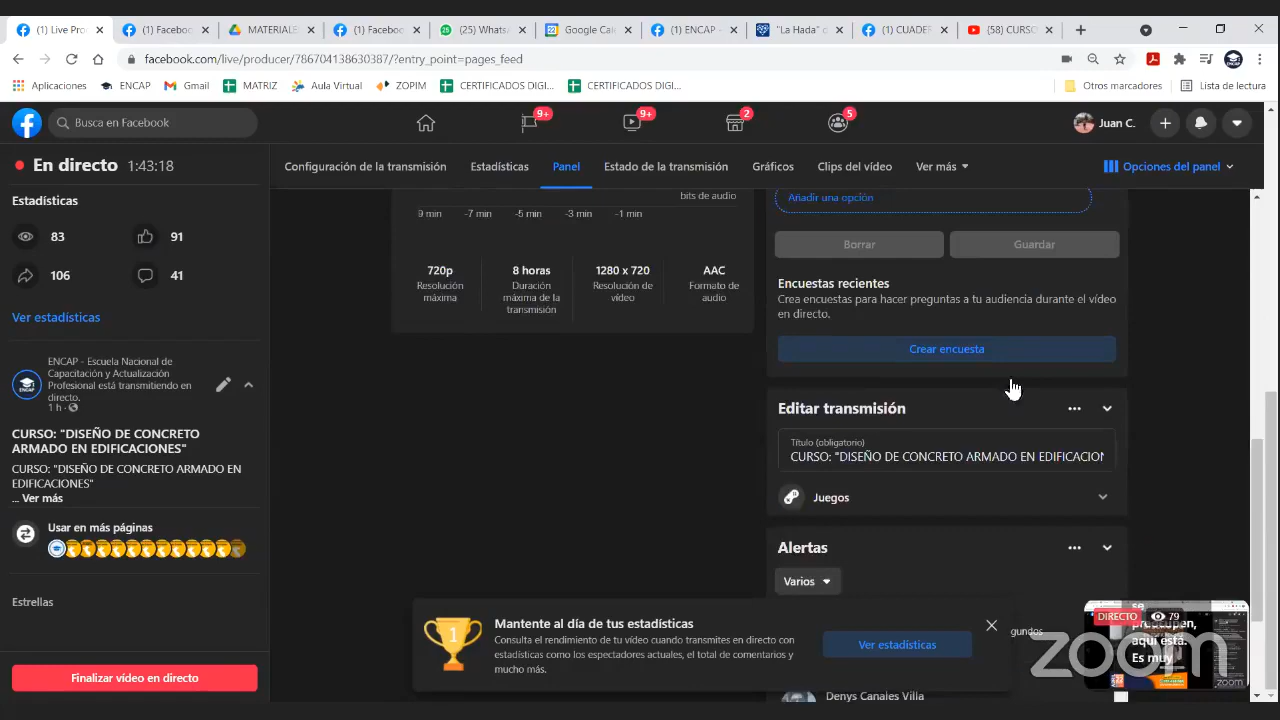 (1) Live Pro
(1) Faceboo
MATERIALES
(1) Faceboo
(25) Whats
Google Cal
(1) ENCAP -
"La Hada" d
(1) CUADE
(58) CURSO
facebook.com/live/producer/786704138630387/?entry_point=pages_feed
Aplicaciones
ENCAP
Gmail
MATRIZ
Aula Virtual
ZOPIM
CERTIFICADOS DIGI...
CERTIFICADOS DIGI...
Otros marcadores
Lista de lectura
Busca en Facebook
9+
9+
2
5
Juan C.
En directo 1:43:18
Configuración de la transmisión
Estadísticas
Panel
Estado de la transmisión
Gráficos
Clips del vídeo
Ver más
Opciones del panel
Estadísticas
83
91
106
41
Ver estadísticas
ENCAP - Escuela Nacional de
Capacitación y Actualización
Profesional está transmitiendo en
directo.
1 h ·
CURSO: "DISEÑO DE CONCRETO
ARMADO EN EDIFICACIONES"
CURSO: "DISEÑO DE CONCRETO ARMADO EN
EDIFICACIONES"
... Ver más
Usar en más páginas
Estrellas
Finalizar vídeo en directo
bits de audio
9 min
-7 min
-5 min
-3 min
-1 min
720p
Resolución
máxima
8 horas
Duración
máxima de la
transmisión
1280 x 720
Resolución de
vídeo
AAC
Formato de
audio
Añadir una opción
Borrar
Guardar
Encuestas recientes
Crea encuestas para hacer preguntas a tu audiencia durante el vídeo
en directo.
Crear encuesta
Editar transmisión
Título (obligatorio)
CURSO: "DISEÑO DE CONCRETO ARMADO EN EDIFICACION
Juegos
Alertas
Varios
Mantente al día de tus estadísticas
Consulta el rendimiento de tu vídeo cuando transmites en directo con
estadísticas como los espectadores actuales, el total de comentarios y
mucho más.
Ver estadísticas
gundos
Denys Canales Villa
DIRECTO
79
preocupen,
aquí está.
Es muy
zoom